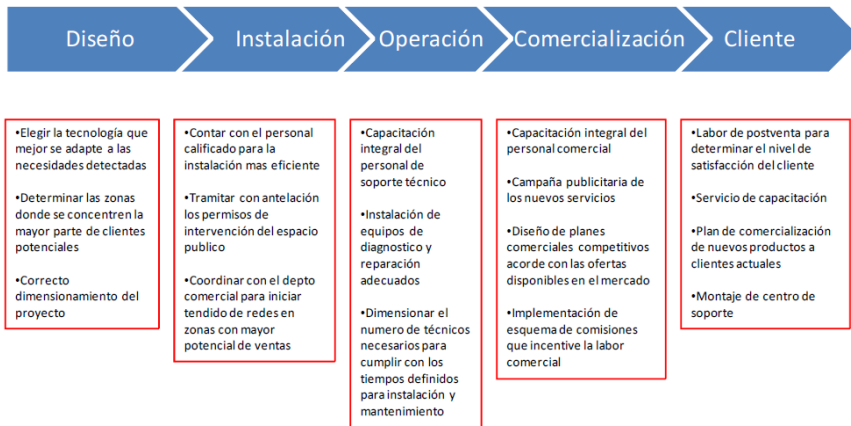 Diseño
Instalación
Operación
Comercialización
Cliente
•Elegir la tecnología que
mejor se adapte a las
necesidades detectadas
•Determinar las zonas
donde se concentren la
mayor parte de clientes
potenciales
•Correcto
dimensionamiento del
proyecto
•Contar con el personal
calificado para la
instalación mas eficiente
•Tramitar con antelación
los permisos de
intervención del espacio
publico
•Coordinar con el depto
comercial para iniciar
tendido de redes en
zonas con mayor
potencial de ventas
•Capacitación
integral del
personal de
soporte técnico
•Instalación de
equipos de
diagnostico y
reparación
adecuados
•Dimensionar el
numero de técnicos
necesarios para
cumplir con los
tiempos definidos
para instalación y
mantenimiento
•Capacitación integral del
personal comercial
•Campaña publicitaria de
los nuevos servicios
•Diseño de planes
comerciales competitivos
acorde con las ofertas
disponibles en el mercado
•Implementación de
esquema de comisiones
que incentive la labor
comercial
•Labor de postventa para
determinar el nivel de
satisfacción del cliente
•Servicio de capacitación
•Plan de comercialización
de nuevos productos a
clientes actuales
•Montaje de centro de
soporte